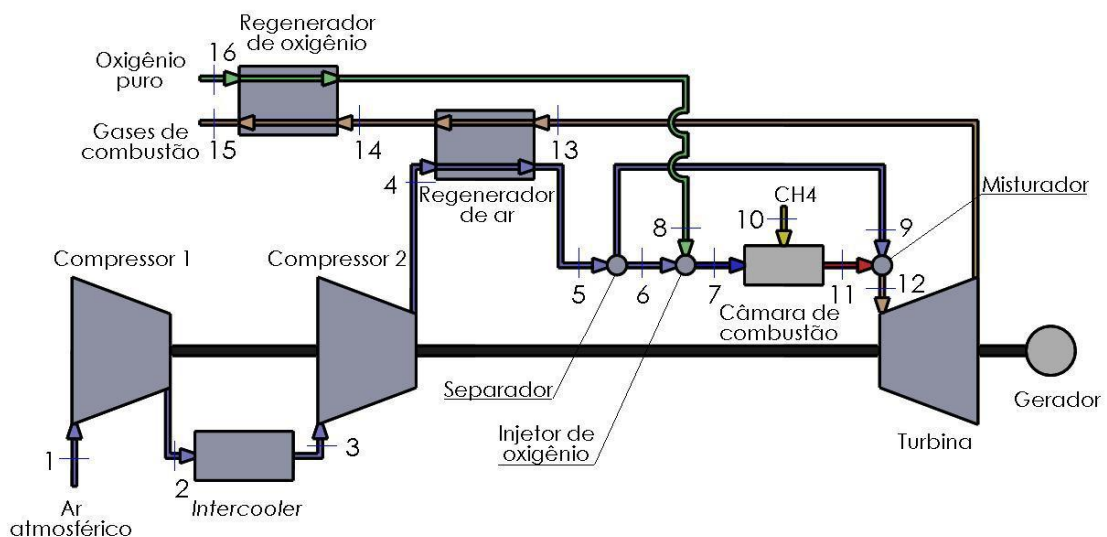 Regenerador
de oxigênio
Oxigênio
puro
16
Gases de
combustão
15
14
13
4
Regenerador
de ar
CH4
10
Misturador
8
9
Compressor 1
Compressor 2
5
6
7
11
12
Câmara de
combustão
Separador
Injetor de
oxigênio
Turbina
Gerador
1
2
3
Ar
atmosférico
Intercooler